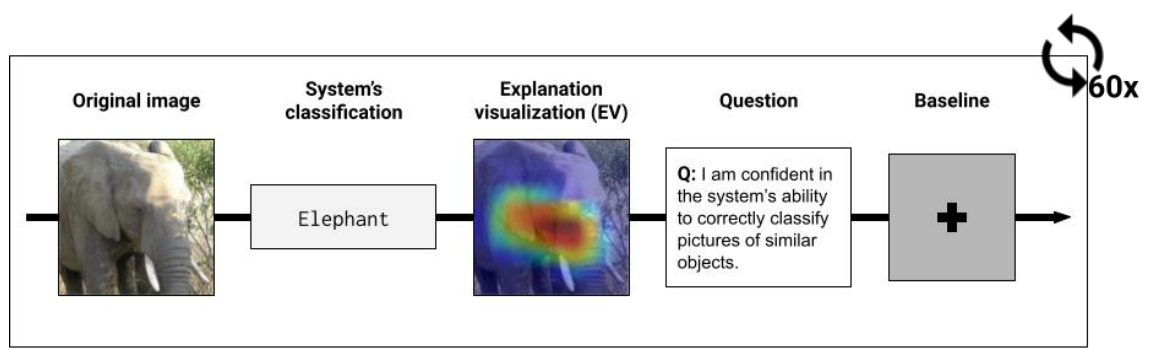 60x
Original image
System's
classification
Explanation
visualization (EV)
Question
Baseline
Elephant
Q: I am confident in
the system's ability
to correctly classify
pictures of similar
objects.